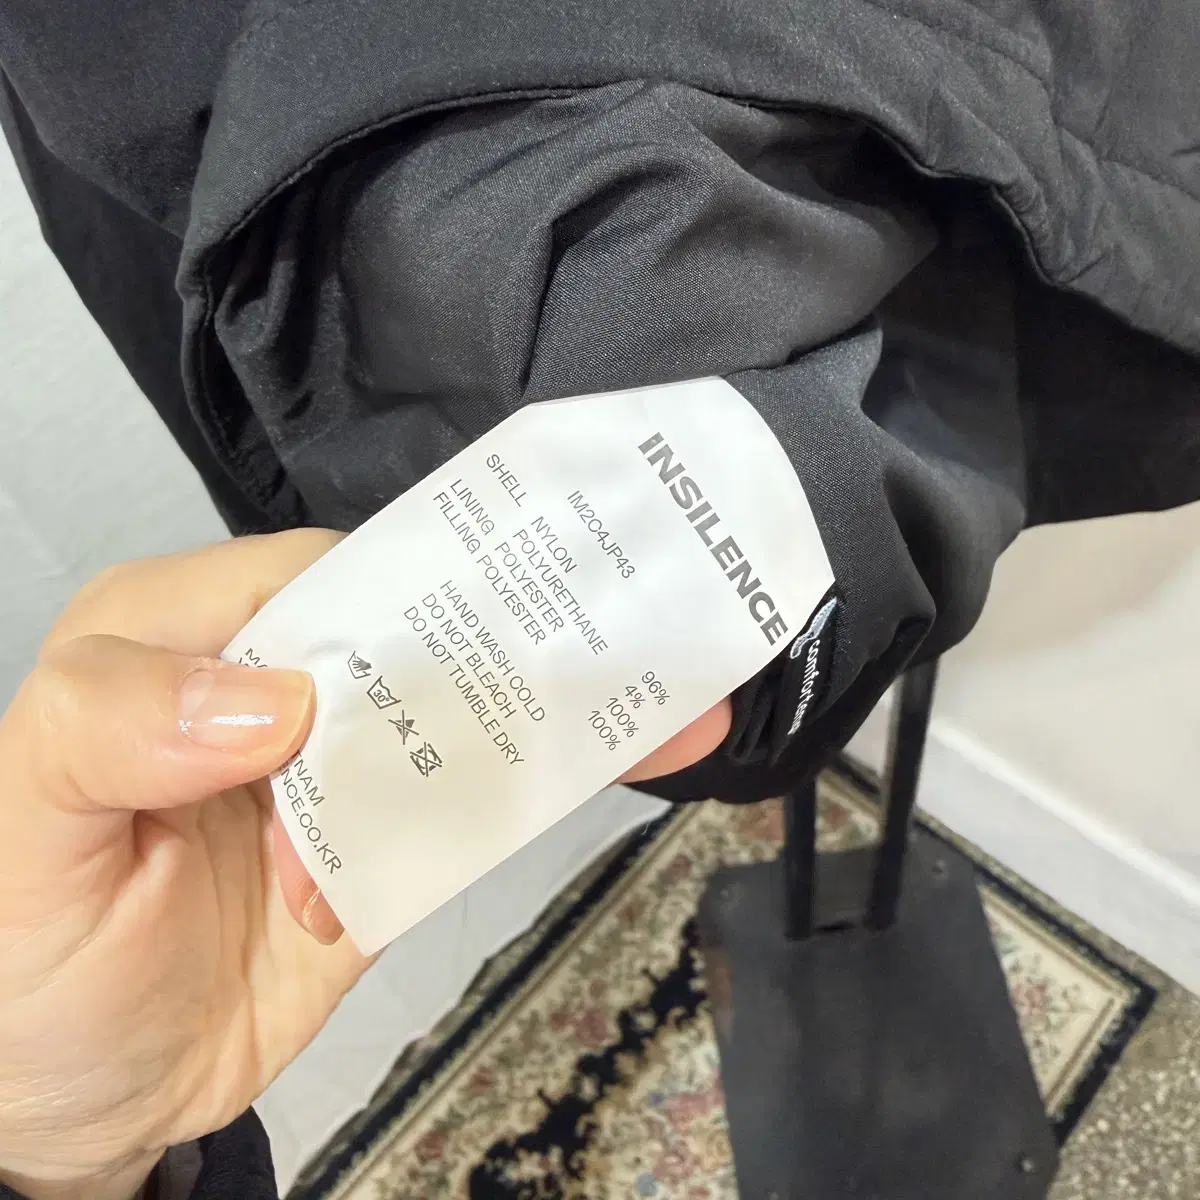 INSILENCE
IM2C4JP43
SHELL NYLON 96%
POLYURETHANE 4%
LINING POLYESTER 100%
FILLING POLYESTER 100%
HAND WASH COLD
DO NOT BLEACH
DO NOT TUMBLE DRY
30°